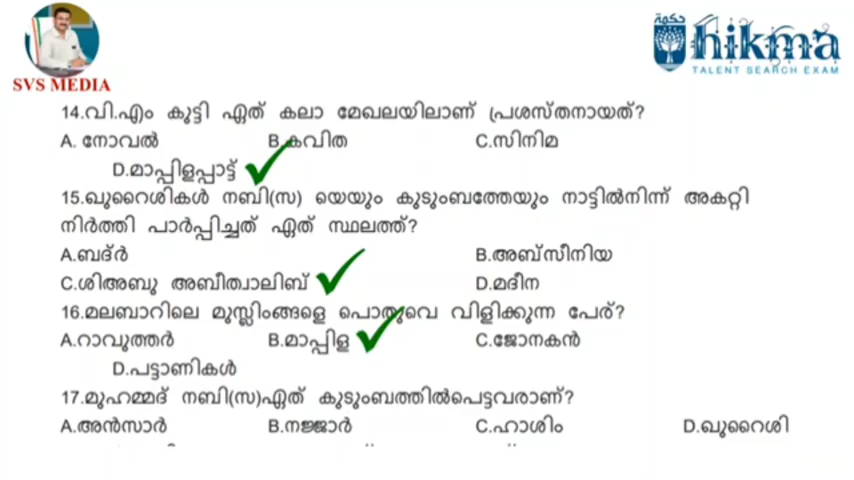 SVS MEDIA
حكمة
hikma
TALENT SEARCH EXAM
14.വി.എം കുട്ടി ഏത് കലാ മേഖലയിലാണ് പ്രശസ്തനായത്?
A. നോവൽ B.കവിത C.സിനിമ
D.മാപ്പിളപ്പാട്ട്
15.ഖുറൈശികൾ നബി(സ) യെയും കുടുംബത്തേയും നാട്ടിൽനിന്ന് അകറ്റി
നിർത്തി പാർപ്പിച്ചത് ഏത് സ്ഥലത്ത്?
A.ബദ്ർ B.അബ്സീനിയ
C.ശിഅബു അബീത്വാലിബ് D.മദീന
16.മലബാറിലെ മുസ്ലിംങ്ങളെ പൊതുവെ വിളിക്കുന്ന പേര്?
A.റാവുത്തർ B.മാപ്പിള C.ജോനകൻ
D.പട്ടാണികൾ
17.മുഹമ്മദ് നബി(സ)ഏത് കുടുംബത്തിൽപെട്ടവരാണ്?
A.അൻസാർ B.നജ്ജാർ C.ഹാശിം D.ഖുറൈശി